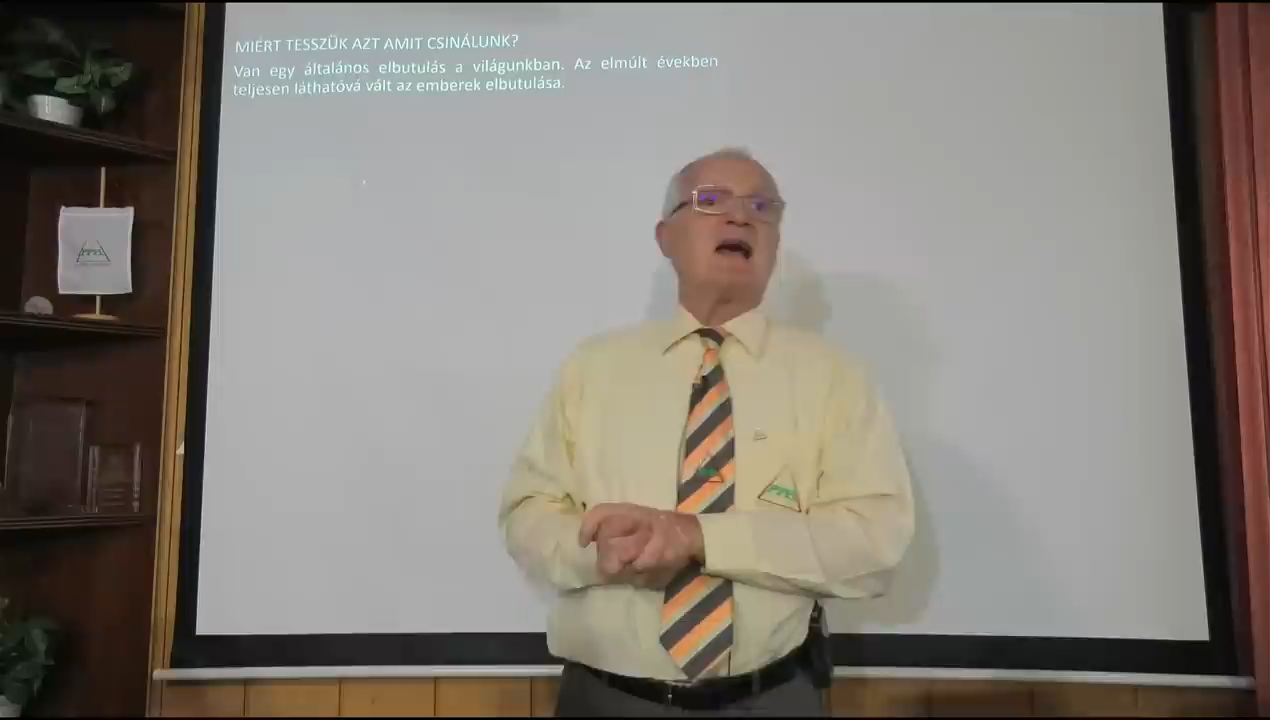 MIÉRT TESSZÜK AZT AMIT CSINÁLUNK?
Van egy általános elbutulás a világunkban. Az elmúlt években
teljesen láthatóvá vált az emberek elbutulása.